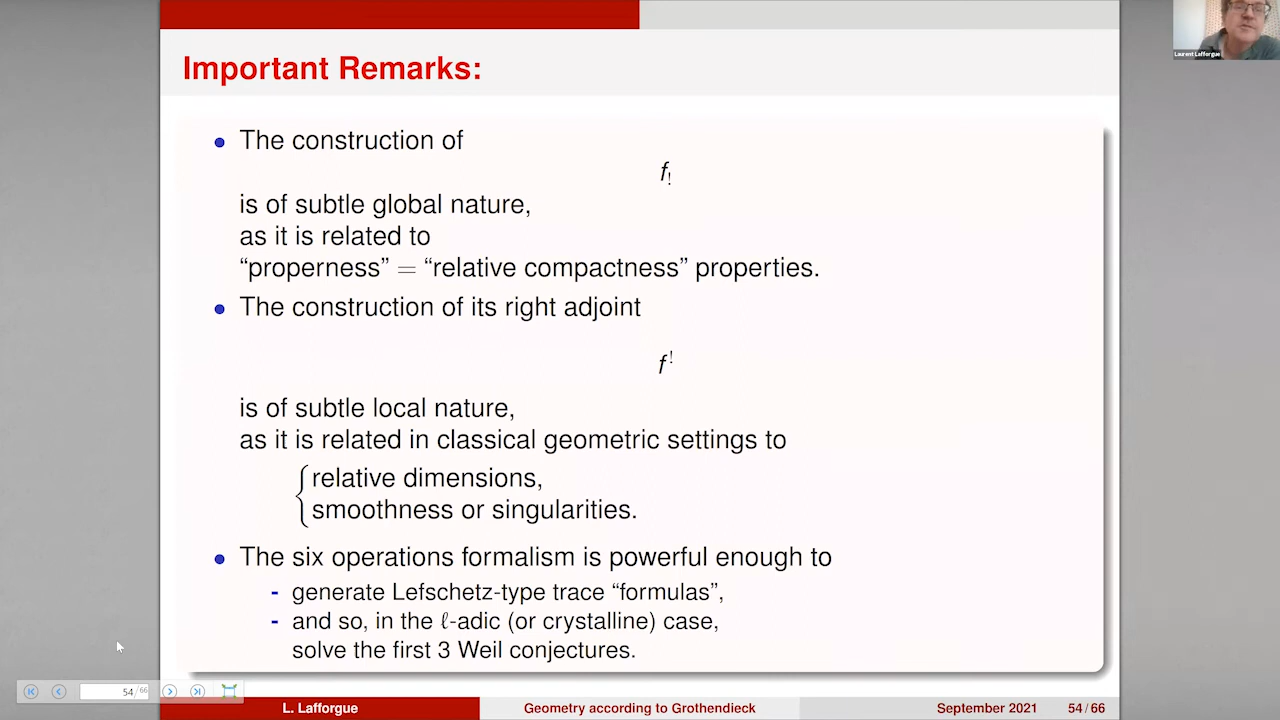 Laurent Lafforgue
Important Remarks:
• The construction of
f_!
is of subtle global nature,
as it is related to
“properness” = “relative compactness” properties.
• The construction of its right adjoint
f^!
is of subtle local nature,
as it is related in classical geometric settings to
{ relative dimensions,
smoothness or singularities.
• The six operations formalism is powerful enough to
- generate Lefschetz-type trace “formulas”,
- and so, in the ℓ-adic (or crystalline) case,
solve the first 3 Weil conjectures.
54/66
L. Lafforgue Geometry according to Grothendieck September 2021 54/66